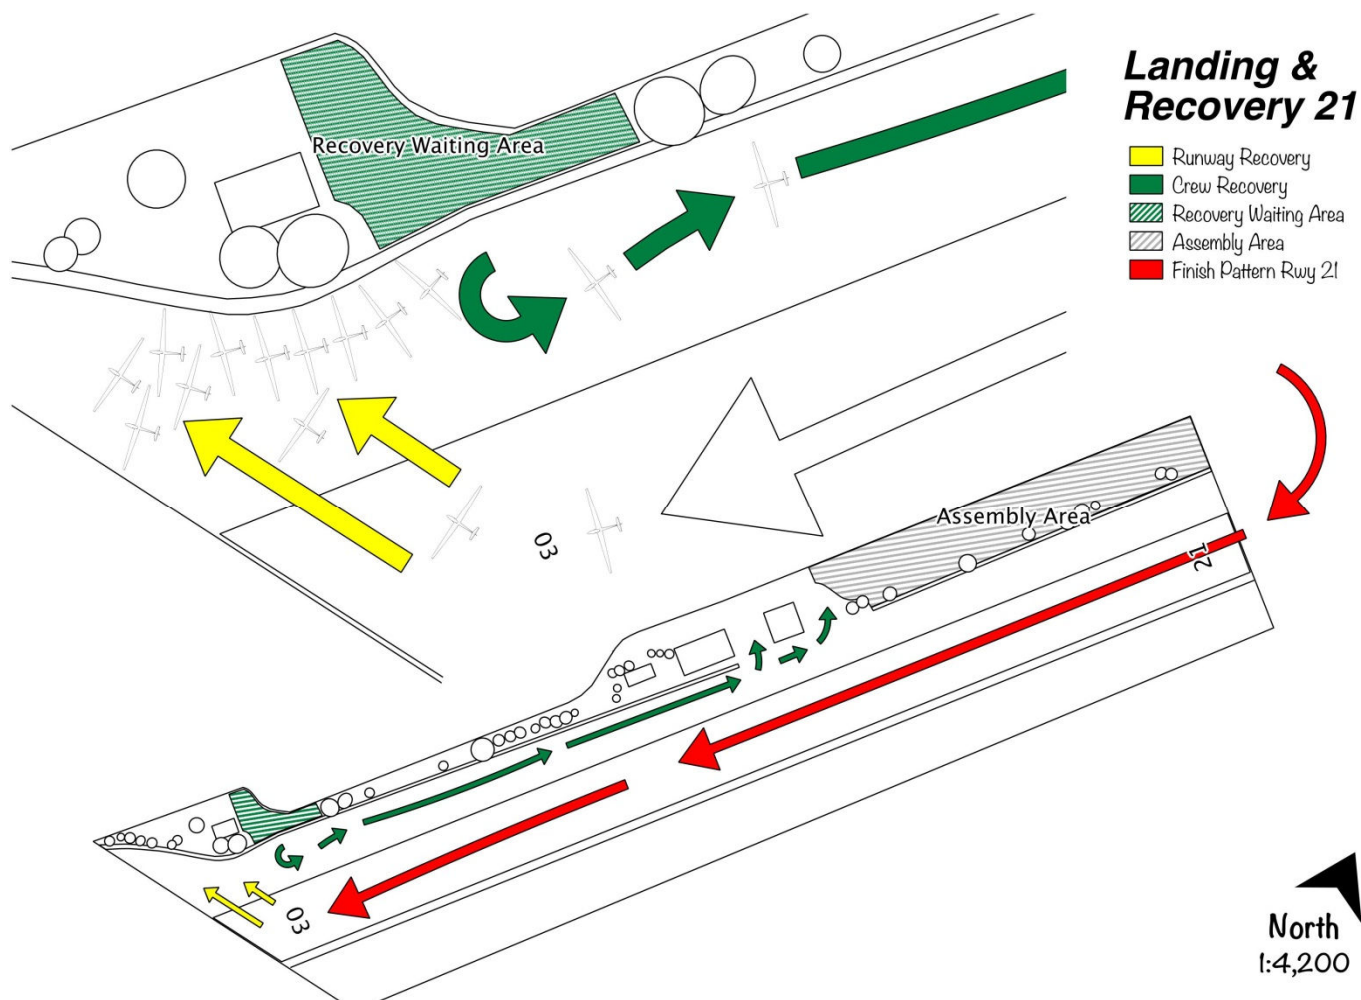 Landing &
Recovery 21
Runway Recovery
Crew Recovery
Recovery Waiting Area
Assembly Area
Finish Pattern Rwy 21
Recovery Waiting Area
03
Assembly Area
21
03
North
1:4,200